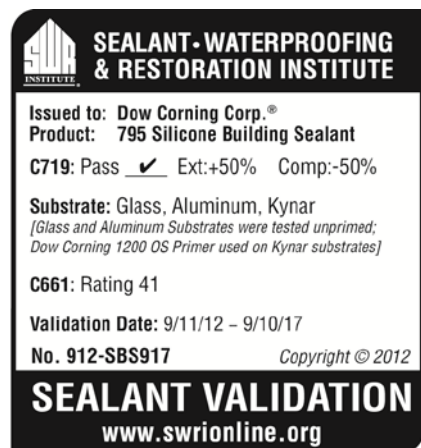 SWR
INSTITUTE®
SEALANT • WATERPROOFING
& RESTORATION INSTITUTE
Issued to: Dow Corning Corp.®
Product: 795 Silicone Building Sealant
C719: Pass ✔ Ext:+50% Comp:-50%
Substrate: Glass, Aluminum, Kynar
[Glass and Aluminum Substrates were tested unprimed;
Dow Corning 1200 OS Primer used on Kynar substrates]
C661: Rating 41
Validation Date: 9/11/12 – 9/10/17
No. 912-SBS917 Copyright © 2012
SEALANT VALIDATION
www.swrionline.org